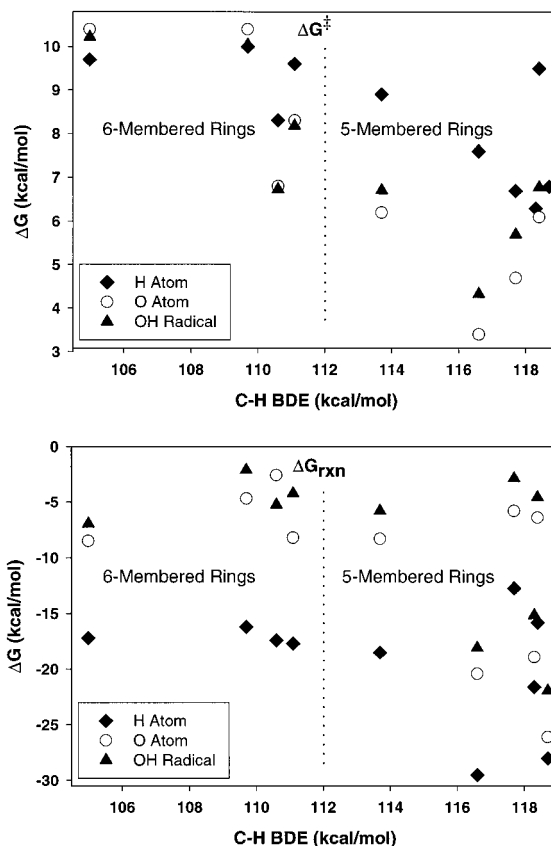 ΔG‡
10
9
8
7
6
5
4
3
ΔG (kcal/mol)
6-Membered Rings
5-Membered Rings
H Atom
O Atom
OH Radical
106 108 110 112 114 116 118
C-H BDE (kcal/mol)
0
-5
-10
-15
-20
-25
-30
ΔG (kcal/mol)
ΔGrxn
6-Membered Rings
5-Membered Rings
H Atom
O Atom
OH Radical
106 108 110 112 114 116 118
C-H BDE (kcal/mol)